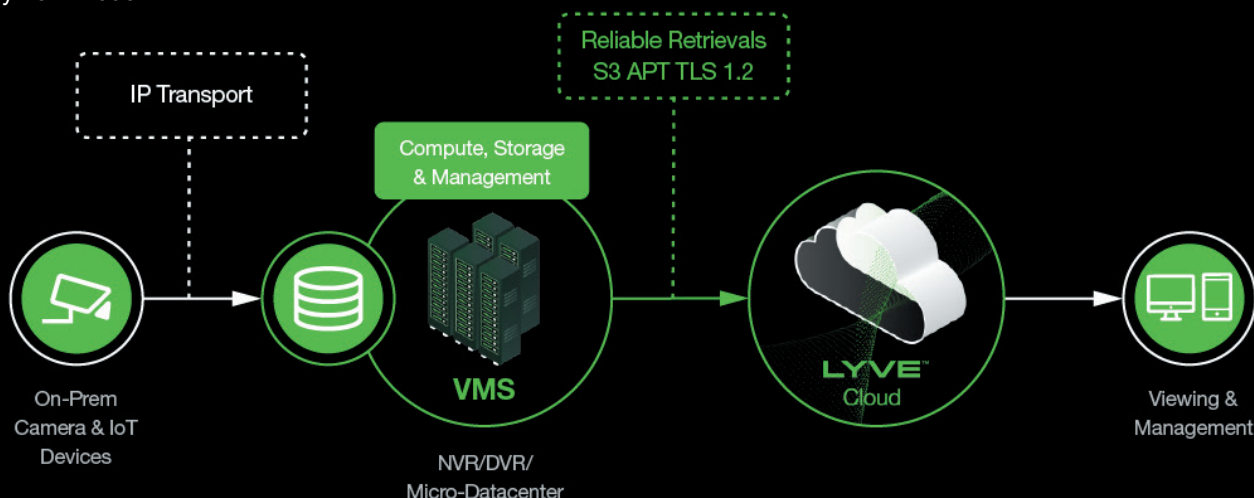 IP Transport
Reliable Retrievals
S3 APT TLS 1.2
Compute, Storage
& Management
VMS
LYVE™
Cloud
On-Prem
Camera & IoT
Devices
NVR/DVR/
Micro-Datacenter
Viewing &
Management